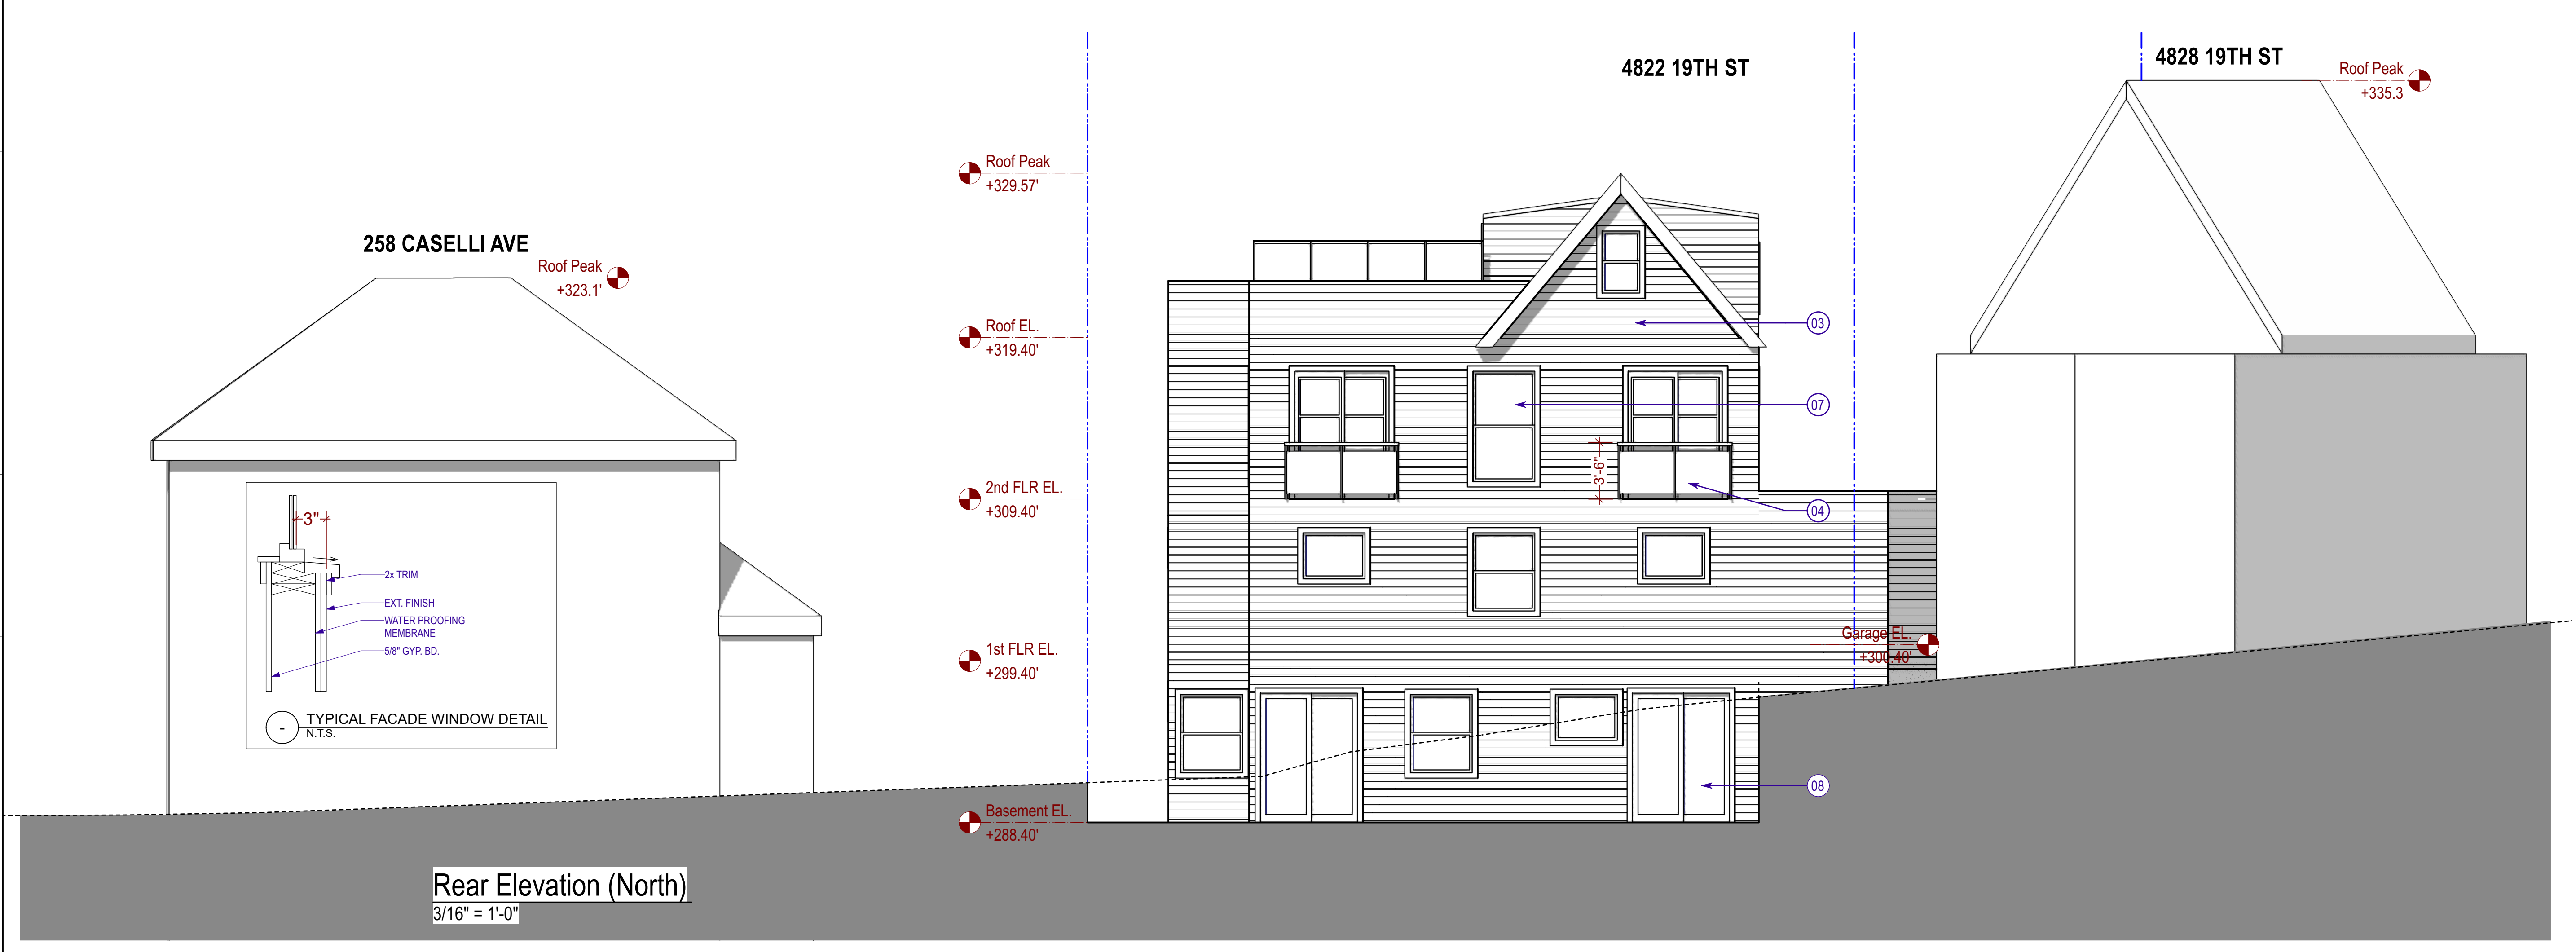 4822 19TH ST
4828 19TH ST
Roof Peak
+335.3
Roof Peak
+329.57'
258 CASELLI AVE
Roof Peak
+323.1'
Roof EL.
+319.40'
03
07
3'-6"
2nd FLR EL.
+309.40'
04
3"
2x TRIM
EXT. FINISH
WATER PROOFING
MEMBRANE
5/8" GYP. BD.
1st FLR EL.
+299.40'
Garage EL.
+300.40'
TYPICAL FACADE WINDOW DETAIL
-
N.T.S.
08
Basement EL.
+288.40'
Rear Elevation (North)
3/16" = 1'-0"